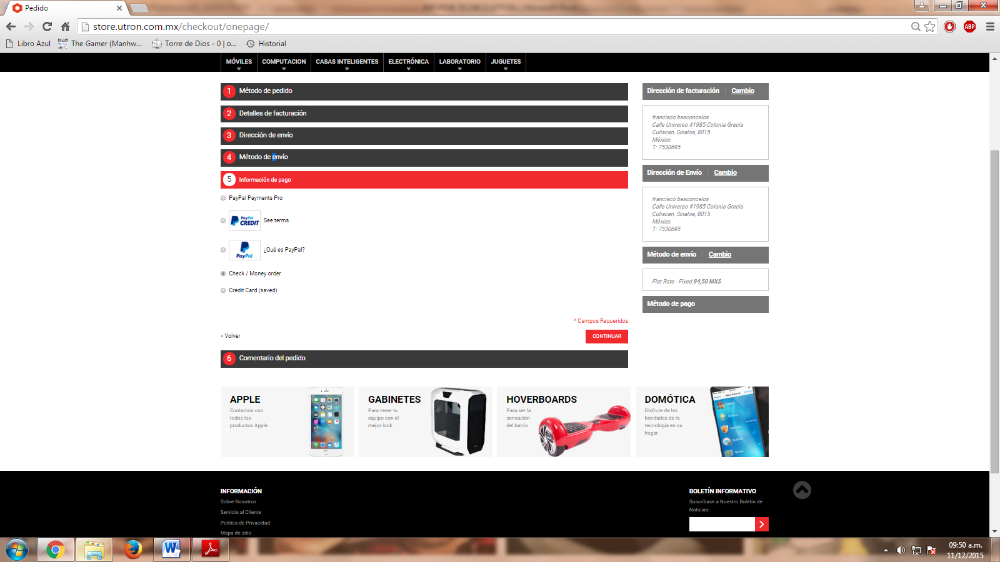 Pedido
store.utron.com.mx/checkout/onepage/
ABP
Libro Azul
The Gamer (Manhw...
Torre de Dios - 0 | o...
Historial
MÓVILES
COMPUTACION
CASAS INTELIGENTES
ELECTRÓNICA
LABORATORIO
JUGUETES
1 Método de pedido
2 Detalles de facturación
3 Dirección de envío
4 Método de envío
5 Información de pago
PayPal Payments Pro
PayPal CREDIT See terms
PayPal ¿Qué es PayPal?
Check / Money order
Credit Card (saved)
* Campos Requeridos
« Volver
CONTINUAR
6 Comentario del pedido
Dirección de facturación | Cambio
francisco basconcelos
Calle Universo #1985 Colonia Grecia
Culiacan, Sinaloa, 8015
México
T: 7530695
Dirección de Envío | Cambio
francisco basconcelos
Calle Universo #1985 Colonia Grecia
Culiacan, Sinaloa, 8015
México
T: 7530695
Método de envío | Cambio
Flat Rate - Fixed 84,50 MX$
Método de pago
APPLE
Contamos con
todos los
productos Apple
GABINETES
Para tener tu
equipo con el
mejor look
HOVERBOARDS
Para ser la
sensación
del barrio
DOMÓTICA
Disfrute de las
bondades de la
tecnología en su
hogar
Control
Security
Buttons
Temps
INFORMACIÓN
Sobre Nosotros
Servicio al Cliente
Política de Privacidad
Mapa de sitio
BOLETÍN INFORMATIVO
Suscríbase a Nuestro Boletín de
Noticias:
09:50 a.m.
11/12/2015